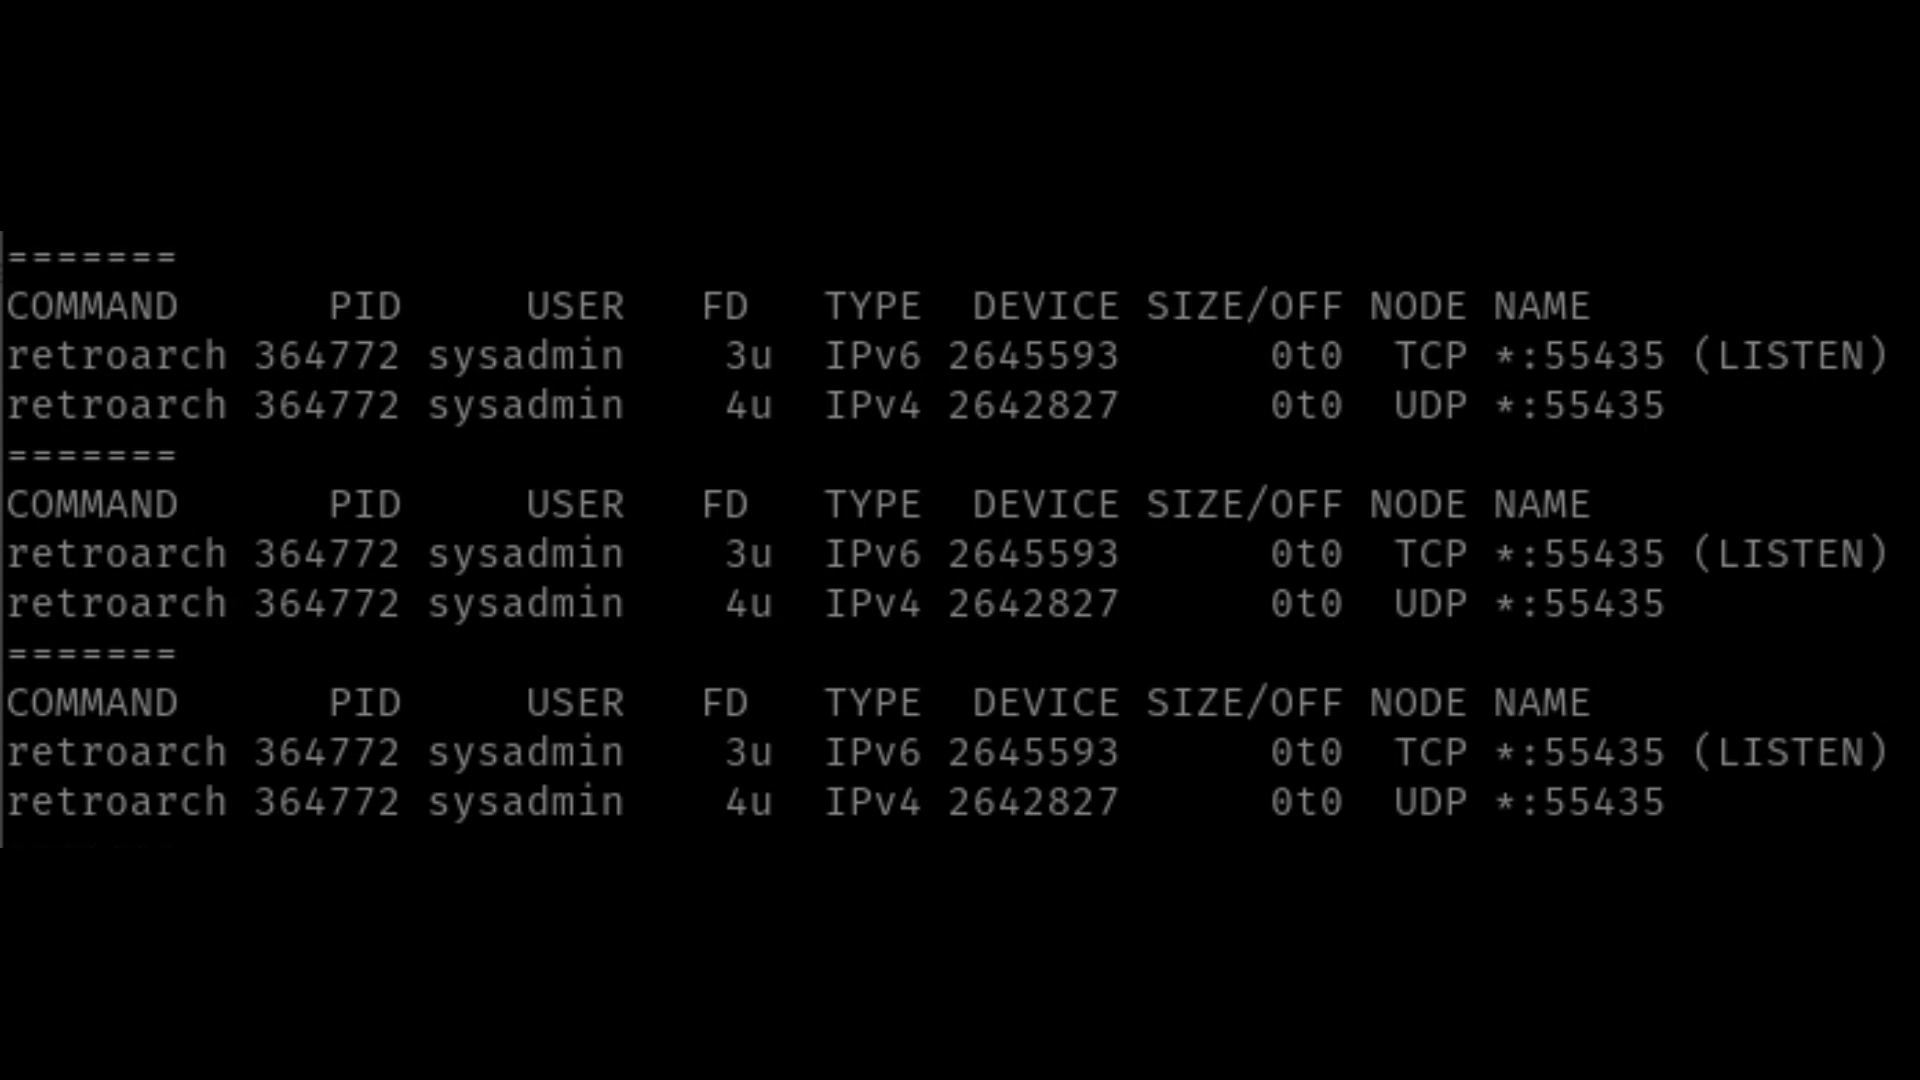 =======
COMMAND PID USER FD TYPE DEVICE SIZE/OFF NODE NAME
retroarch 364772 sysadmin 3u IPv6 2645593 0t0 TCP *:55435 (LISTEN)
retroarch 364772 sysadmin 4u IPv4 2642827 0t0 UDP *:55435
=======
COMMAND PID USER FD TYPE DEVICE SIZE/OFF NODE NAME
retroarch 364772 sysadmin 3u IPv6 2645593 0t0 TCP *:55435 (LISTEN)
retroarch 364772 sysadmin 4u IPv4 2642827 0t0 UDP *:55435
=======
COMMAND PID USER FD TYPE DEVICE SIZE/OFF NODE NAME
retroarch 364772 sysadmin 3u IPv6 2645593 0t0 TCP *:55435 (LISTEN)
retroarch 364772 sysadmin 4u IPv4 2642827 0t0 UDP *:55435